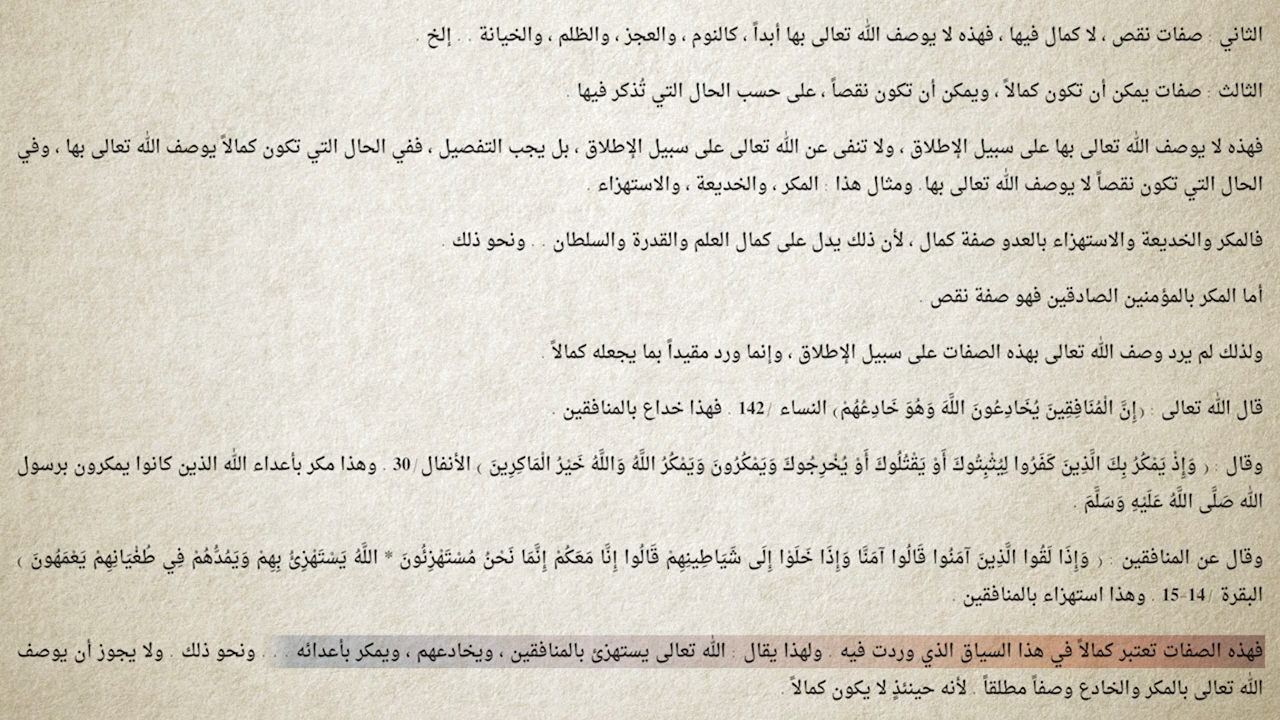 الثاني : صفات نقص ، لا كمال فيها ، فهذه لا يوصف الله تعالى بها أبداً ، كالنوم ، والعجز ، والظلم ، والخيانة . . إلخ .
الثالث : صفات يمكن أن تكون كمالاً ، ويمكن أن تكون نقصاً ، على حسب الحال التي تُذكر فيها .
فهذه لا يوصف الله تعالى بها على سبيل الإطلاق ، ولا تنفى عن الله تعالى على سبيل الإطلاق ، بل يجب التفصيل ، ففي الحال التي تكون كمالاً يوصف الله تعالى بها ، وفي
الحال التي تكون نقصاً لا يوصف الله تعالى بها. ومثال هذا : المكر ، والخديعة ، والاستهزاء .
فالمكر والخديعة والاستهزاء بالعدو صفة كمال ، لأن ذلك يدل على كمال العلم والقدرة والسلطان . . ونحو ذلك .
أما المكر بالمؤمنين الصادقين فهو صفة نقص .
ولذلك لم يرد وصف الله تعالى بهذه الصفات على سبيل الإطلاق ، وإنما ورد مقيداً بما يجعله كمالاً .
قال الله تعالى : (إِنَّ الْمُنَافِقِينَ يُخَادِعُونَ اللَّهَ وَهُوَ خَادِعُهُمْ) النساء /142 . فهذا خداع بالمنافقين .
وقال : ( وَإِذْ يَمْكُرُ بِكَ الَّذِينَ كَفَرُوا لِيُثْبِتُوكَ أَوْ يَقْتُلُوكَ أَوْ يُخْرِجُوكَ وَيَمْكُرُونَ وَيَمْكُرُ اللَّهُ وَاللَّهُ خَيْرُ الْمَاكِرِينَ ) الأنفال/30 . وهذا مكر بأعداء الله الذين كانوا يمكرون برسول
الله صَلَّى اللَّهُ عَلَيْهِ وَسَلَّمَ .
وقال عن المنافقين : ( وَإِذَا لَقُوا الَّذِينَ آمَنُوا قَالُوا آمَنَّا وَإِذَا خَلَوْا إِلَى شَّيَاطِينِهِمْ قَالُوا إِنَّا مَعَكُمْ إِنَّمَا نَحْنُ مُسْتَهْزِئُونَ * اللَّهُ يَسْتَهْزِئُ بِهِمْ وَيَمُدُّهُمْ فِي طُغْيَانِهِمْ يَعْمَهُونَ )
البقرة /14-15 . وهذا استهزاء بالمنافقين .
فهذه الصفات تعتبر كمالاً في هذا السياق الذي وردت فيه . ولهذا يقال : الله تعالى يستهزئ بالمنافقين ، ويخادعهم ، ويمكر بأعدائه . . . ونحو ذلك . ولا يجوز أن يوصف
الله تعالى بالمكر والخادع وصفاً مطلقاً . لأنه حينئذٍ لا يكون كمالاً .